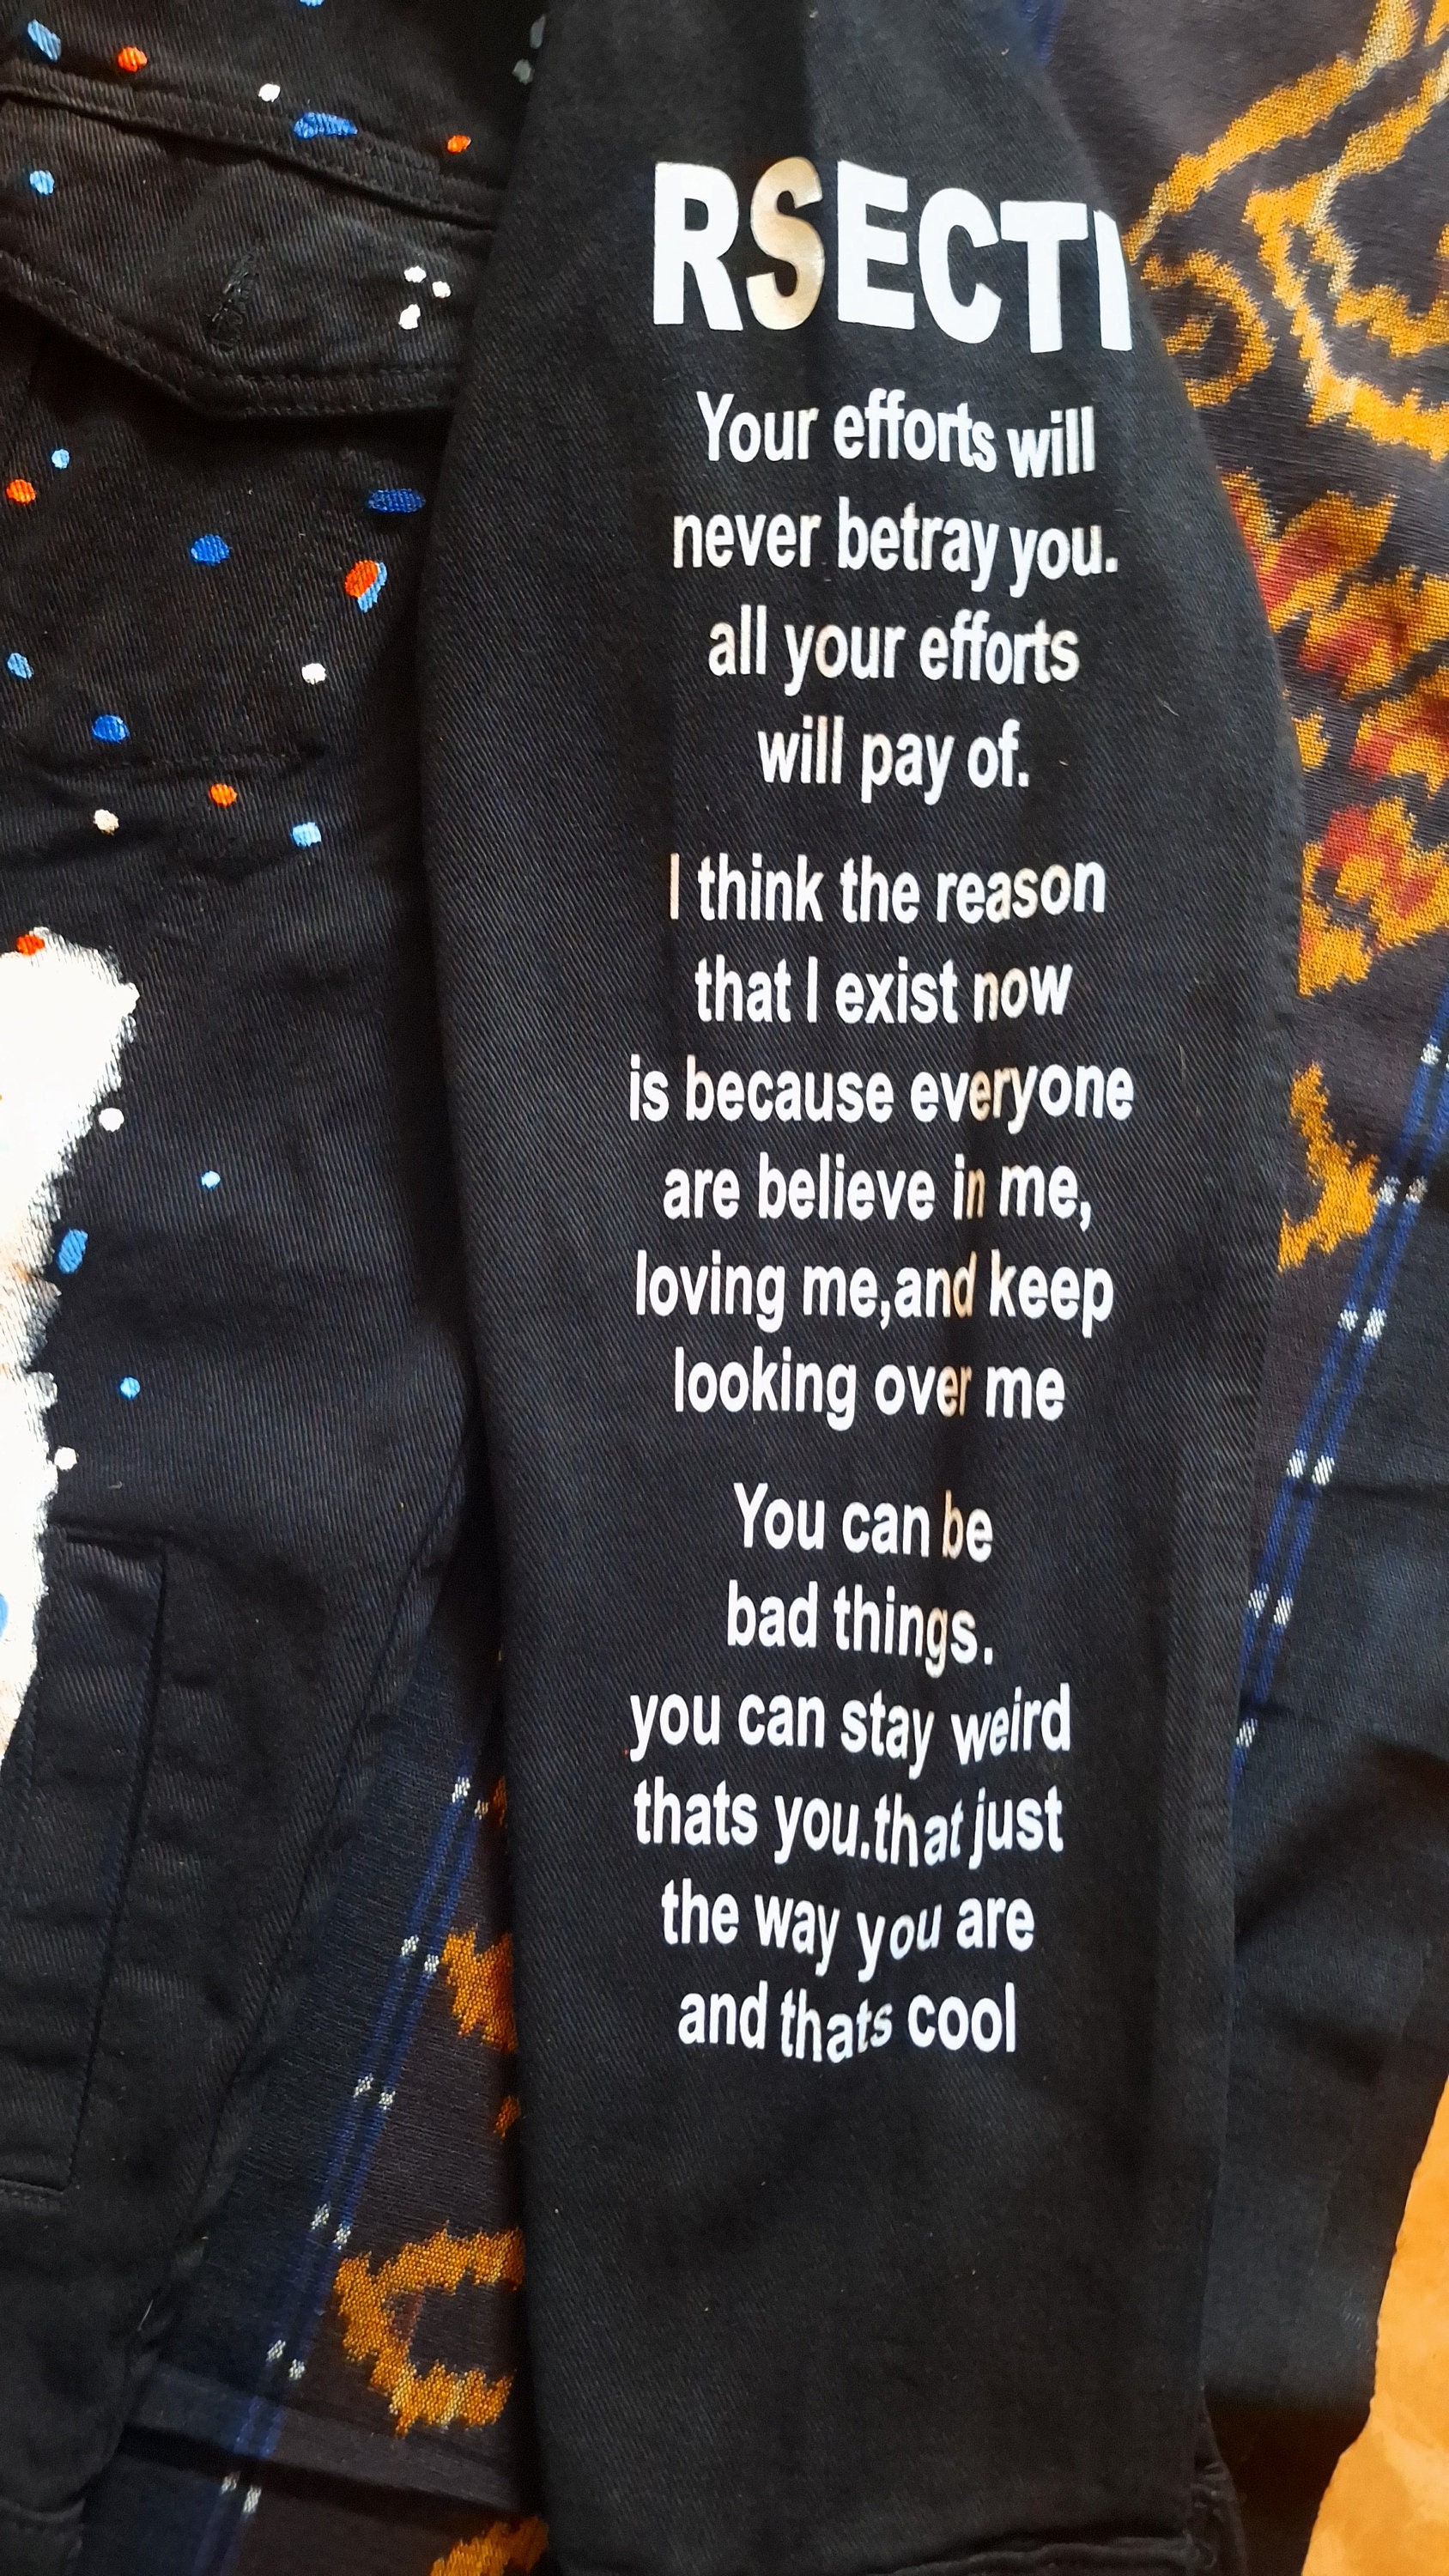 RSECTI
Your efforts will
never betray you.
all your efforts
will pay of.
I think the reason
that I exist now
is because everyone
are believe in me,
loving me,and keep
looking over me
You can be
bad things.
you can stay weird
thats you.that just
the way you are
and thats cool